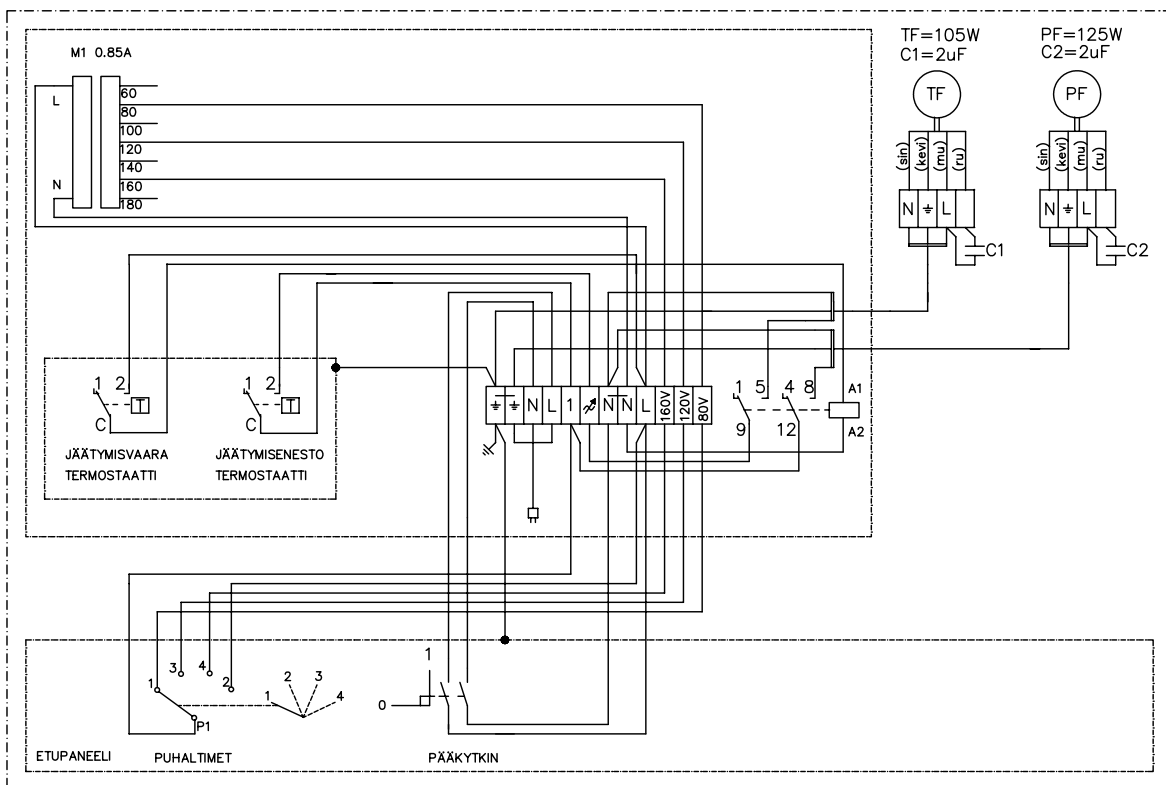 M1 0.85A
L
N
60
80
100
120
140
160
180
TF=105W
C1=2uF
TF
(sin)
(kevi)
(mu)
(ru)
N
L
C1
PF=125W
C2=2uF
PF
(sin)
(kevi)
(mu)
(ru)
N
L
C2
1 2
T
C
JÄÄTYMISVAARA
TERMOSTAATTI
1 2
T
C
JÄÄTYMISENESTO
TERMOSTAATTI
N L 1 N N L 160V 120V 80V
1 5 4 8
9 12
A1
A2
1 3 4 2
P1
1 2 3 4
0
1
ETUPANEELI
PUHALTIMET
PÄÄKYTKIN